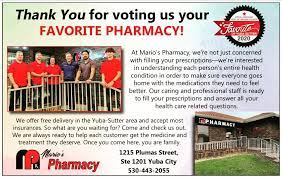 Thank You for voting us your
FAVORITE PHARMACY!
Favorite
2020
At Mario's Pharmacy, we're not just concerned
with filling your prescriptions—we're interested
in understanding each person's entire health
condition in order to make sure everyone goes
home with the medications they need to feel
better. Our caring and professional staff is ready
to fill your prescriptions and answer all your
health care related questions.
We offer free delivery in the Yuba-Sutter area and accept most
insurances. So what are you waiting for? Come and check us out.
We are always ready to help each customer get the medicine and
treatment they deserve. Once you come here, you are family.
PHARMACY
Mario's
Pharmacy
1215 Plumas Street,
Ste 1201 Yuba City
530-443-2055